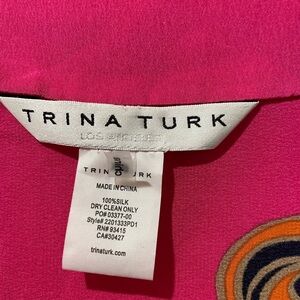 TRINA TURK
LOS ANGELES
TRINA TURK
MADE IN CHINA
100%SILK
DRY CLEAN ONLY
PO# 03377-00
Style# 2201333PD1
RN# 93415
CA#30427
trinaturk.com